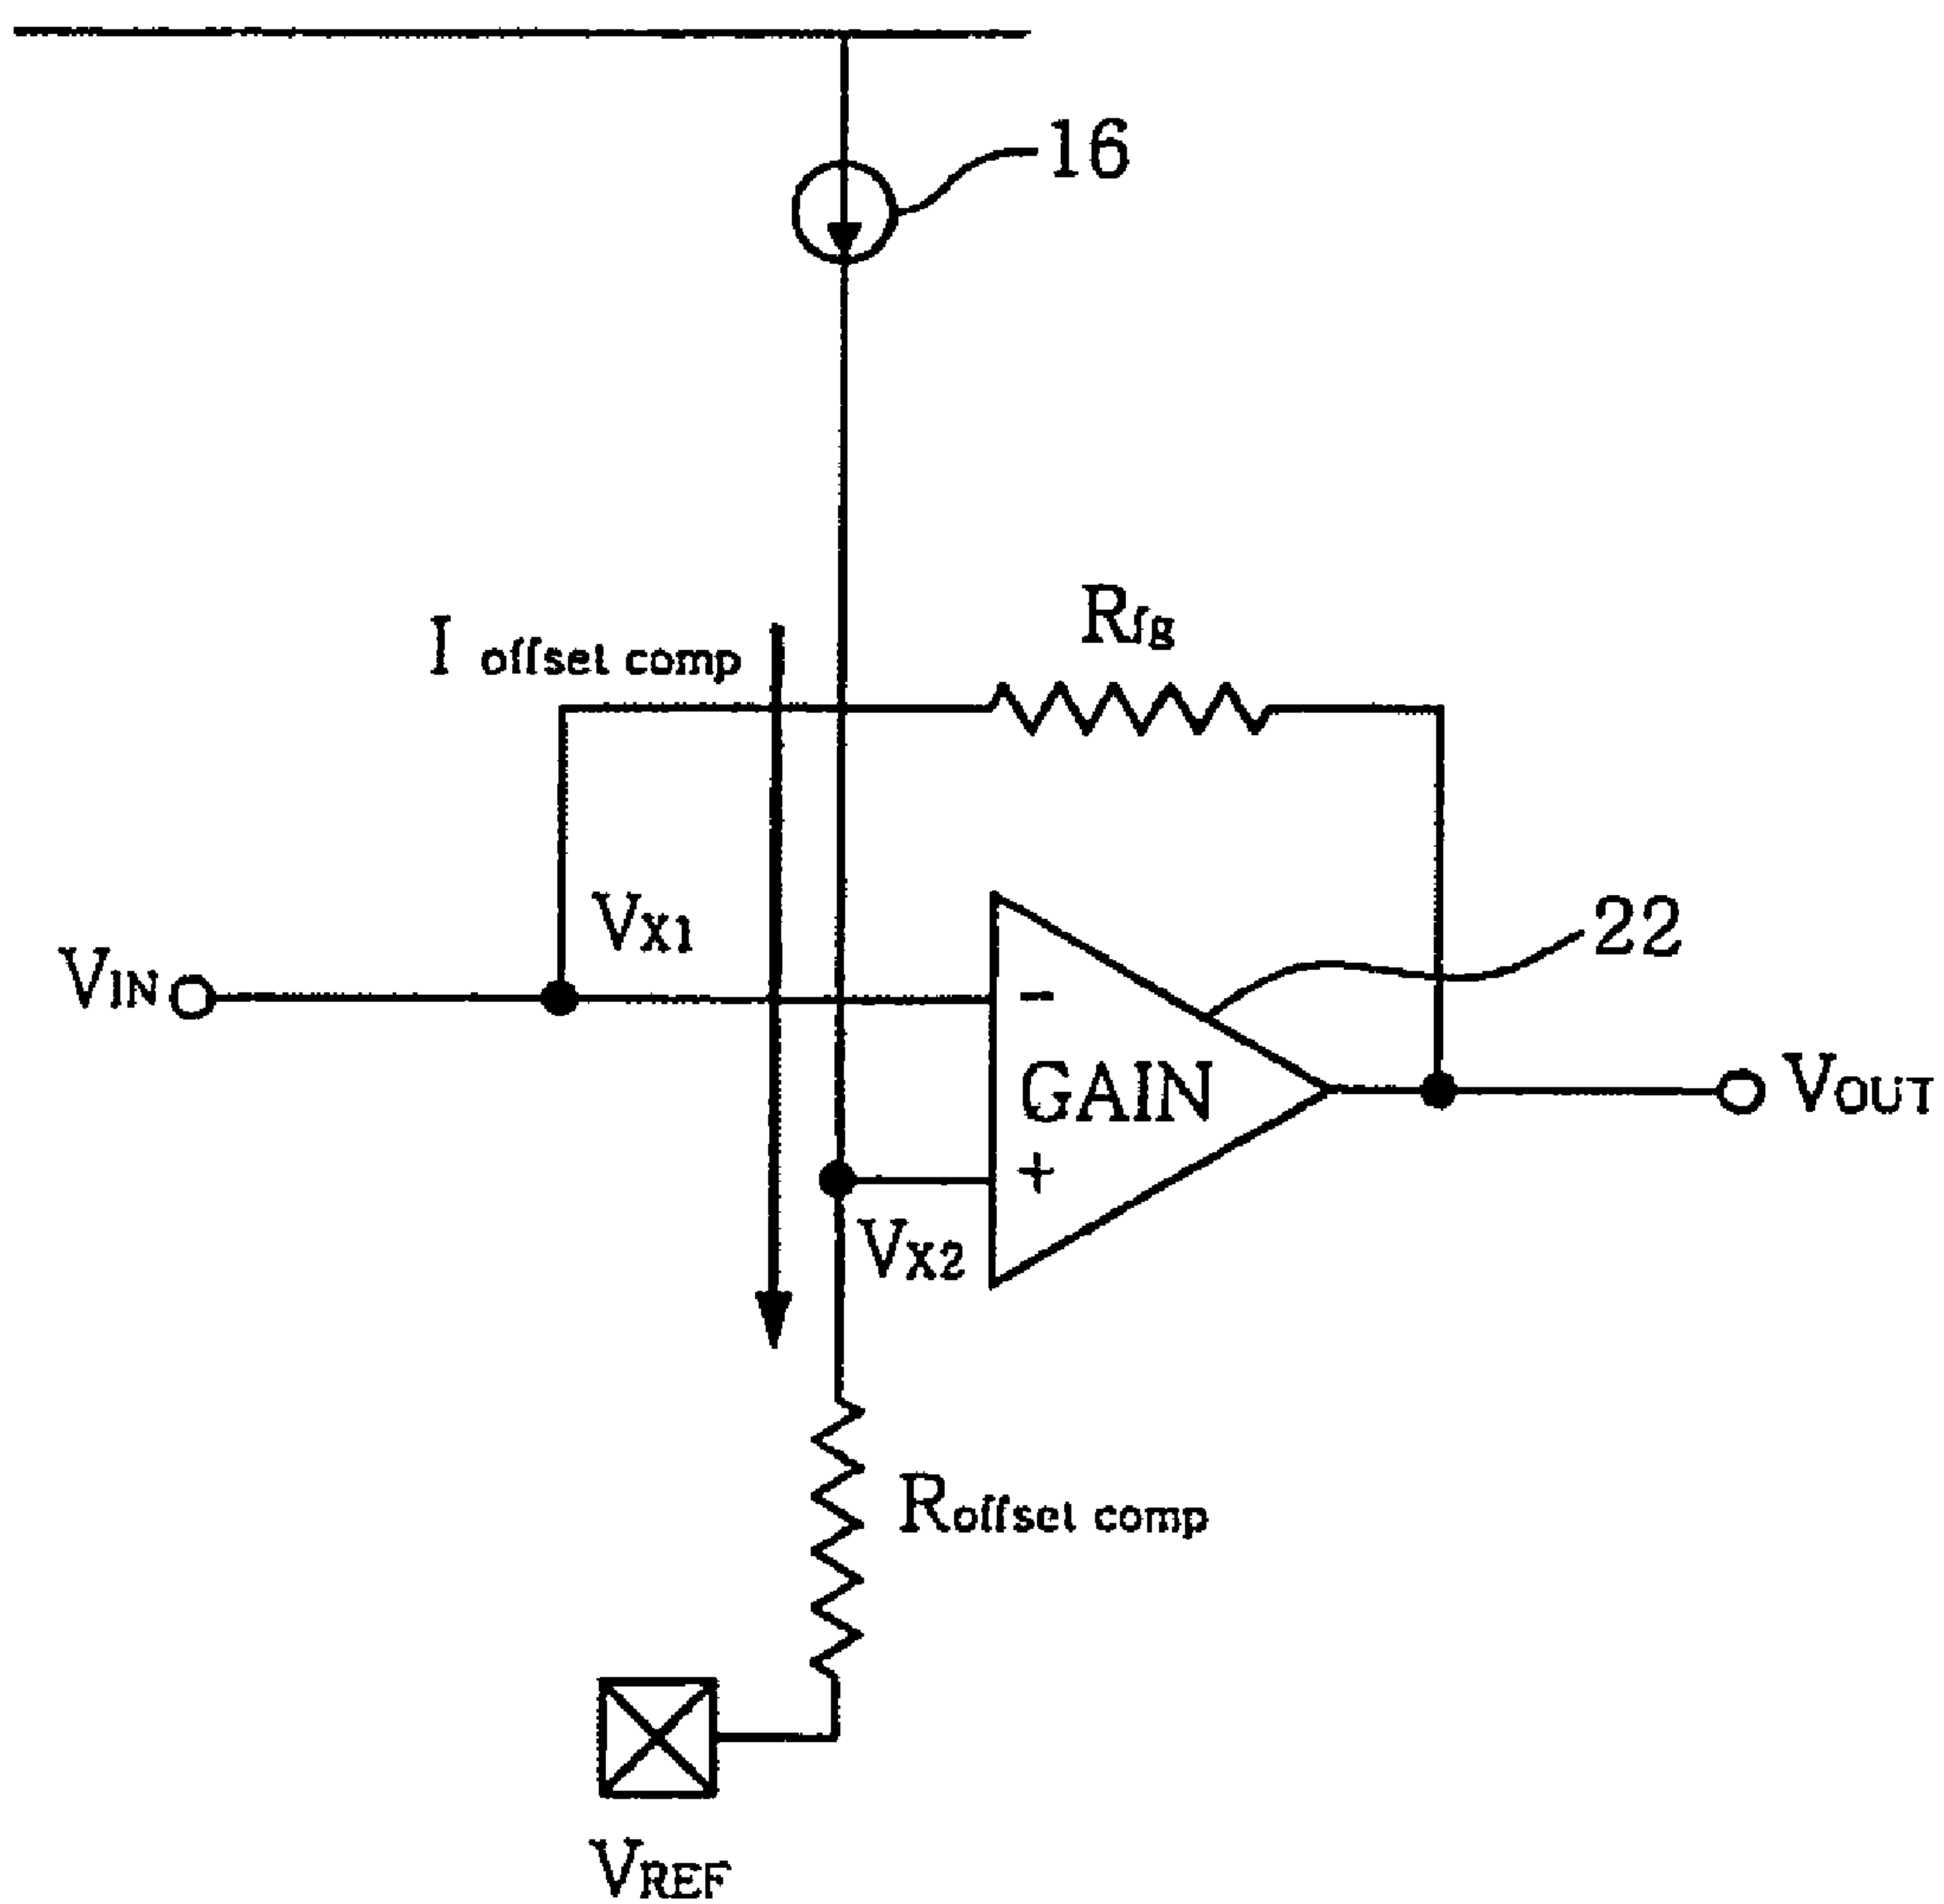 16
I offset comp
Rfg
VX1
22
VIN
-
GAIN
VOUT
+
VX2
Roffset comp
VREF